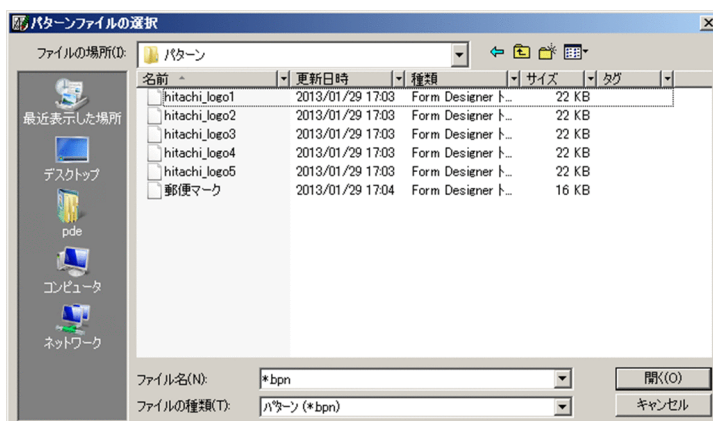 パターンファイルの選択
ファイルの場所(I): パターン
名前 更新日時 種類 サイズ タグ
hitachi_logo1 2013/01/29 17:03 Form Designer ト... 22 KB
hitachi_logo2 2013/01/29 17:03 Form Designer ト... 22 KB
hitachi_logo3 2013/01/29 17:03 Form Designer ト... 22 KB
hitachi_logo4 2013/01/29 17:03 Form Designer ト... 22 KB
hitachi_logo5 2013/01/29 17:03 Form Designer ト... 22 KB
郵便マーク 2013/01/29 17:04 Form Designer ト... 16 KB
最近表示した場所
デスクトップ
pde
コンピュータ
ネットワーク
ファイル名(N): *bpn 開く(O)
ファイルの種類(T): パターン (*bpn) キャンセル